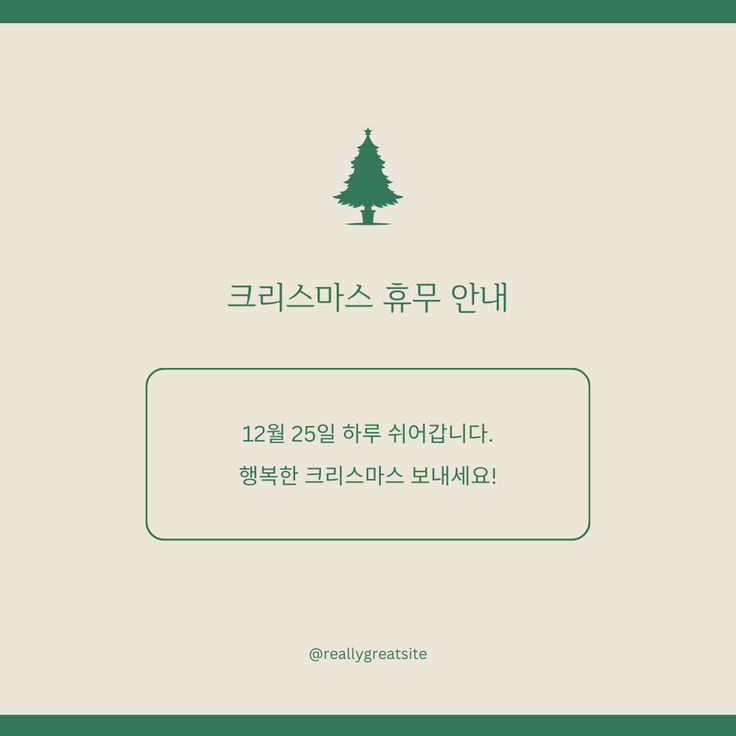 크리스마스 휴무 안내
12월 25일 하루 쉬어갑니다.
행복한 크리스마스 보내세요!
@reallygreatsite